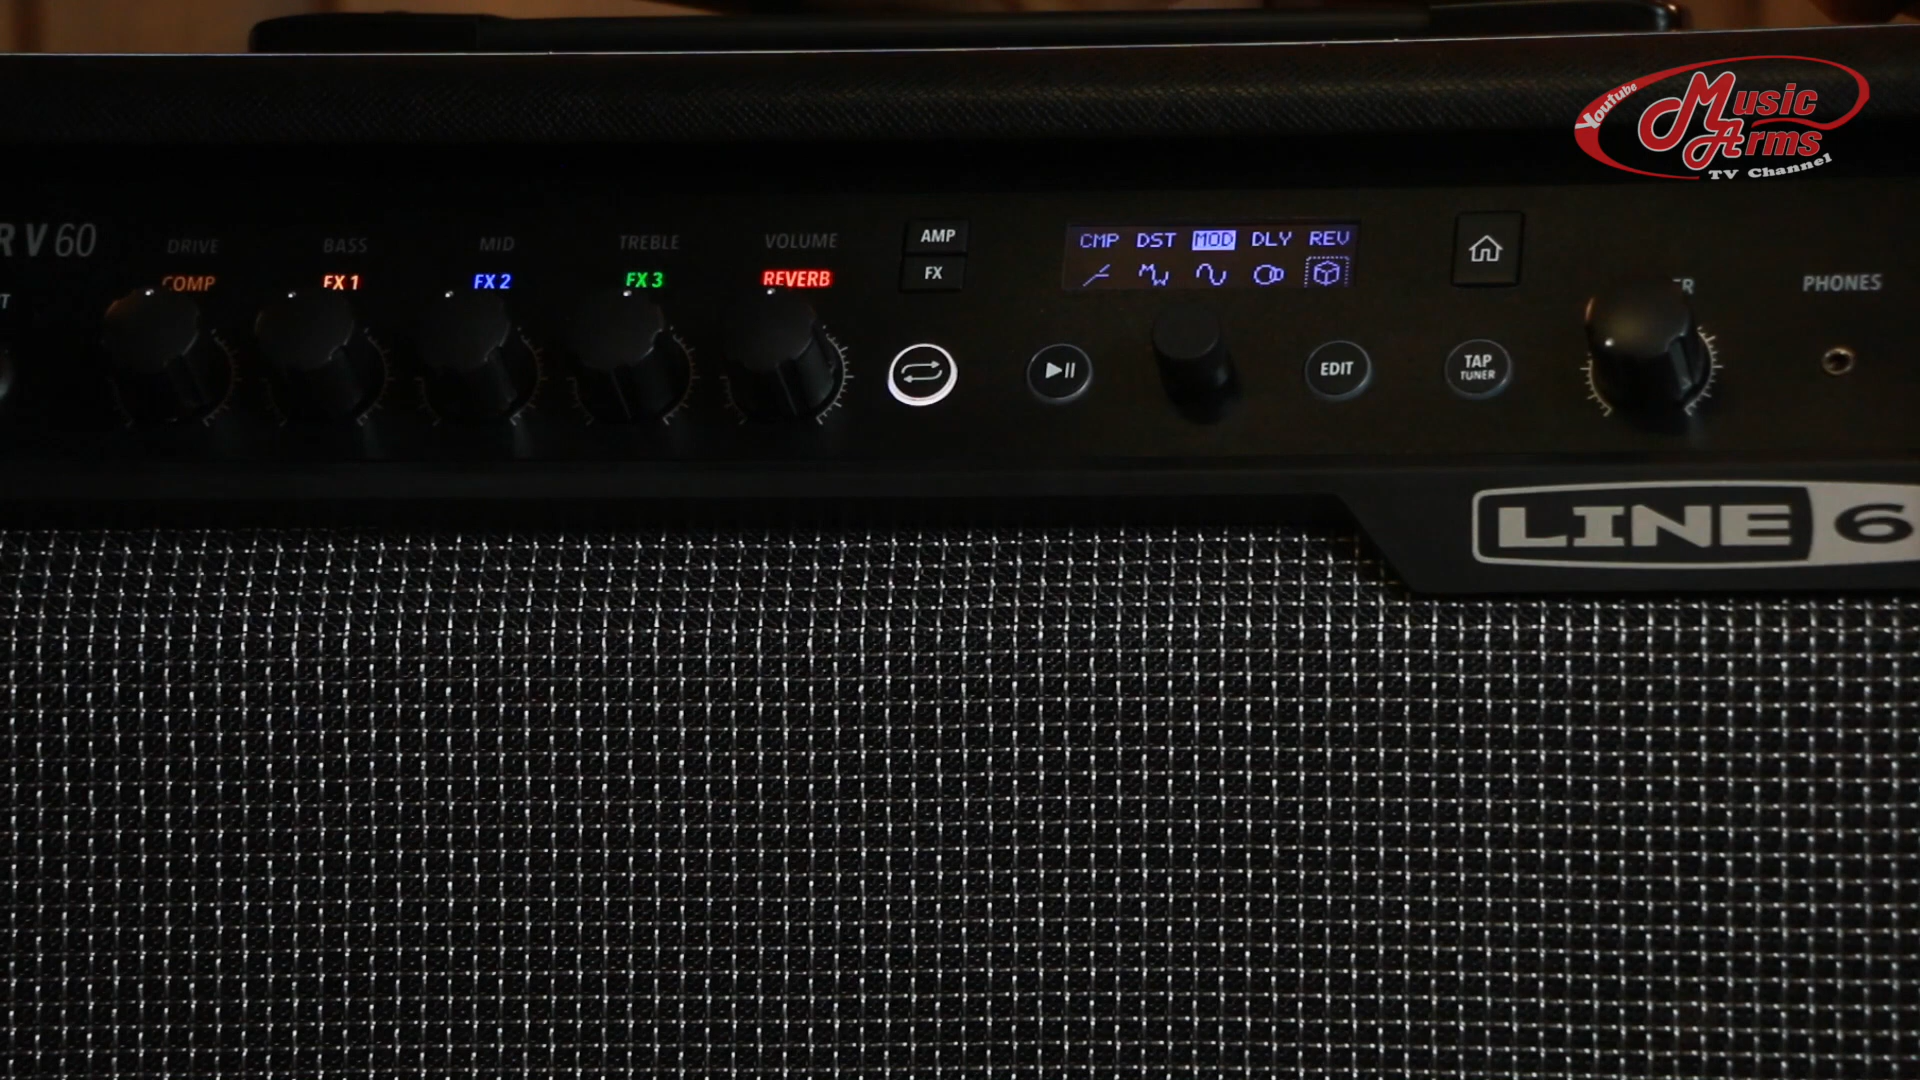 Youtube
Music
Arms
TV Channel
R V 60
DRIVE BASS MID TREBLE VOLUME
COMP FX 1 FX 2 FX 3 REVERB
AMP
FX
CMP DST MOD DLY REV
EDIT
TAP
TUNER
PHONES
LINE 6